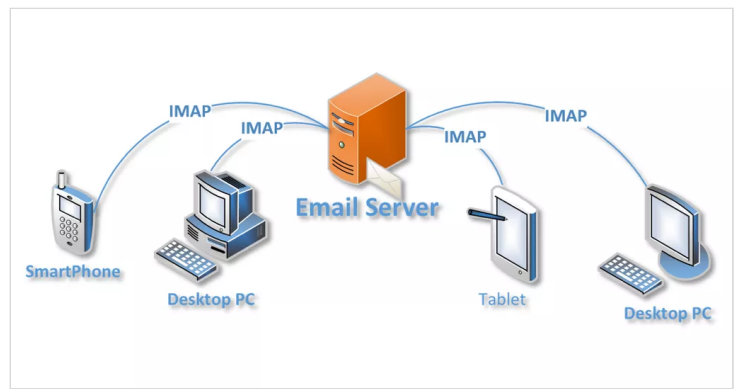 IMAP
IMAP
IMAP
IMAP
Email Server
SmartPhone
Desktop PC
Tablet
Desktop PC